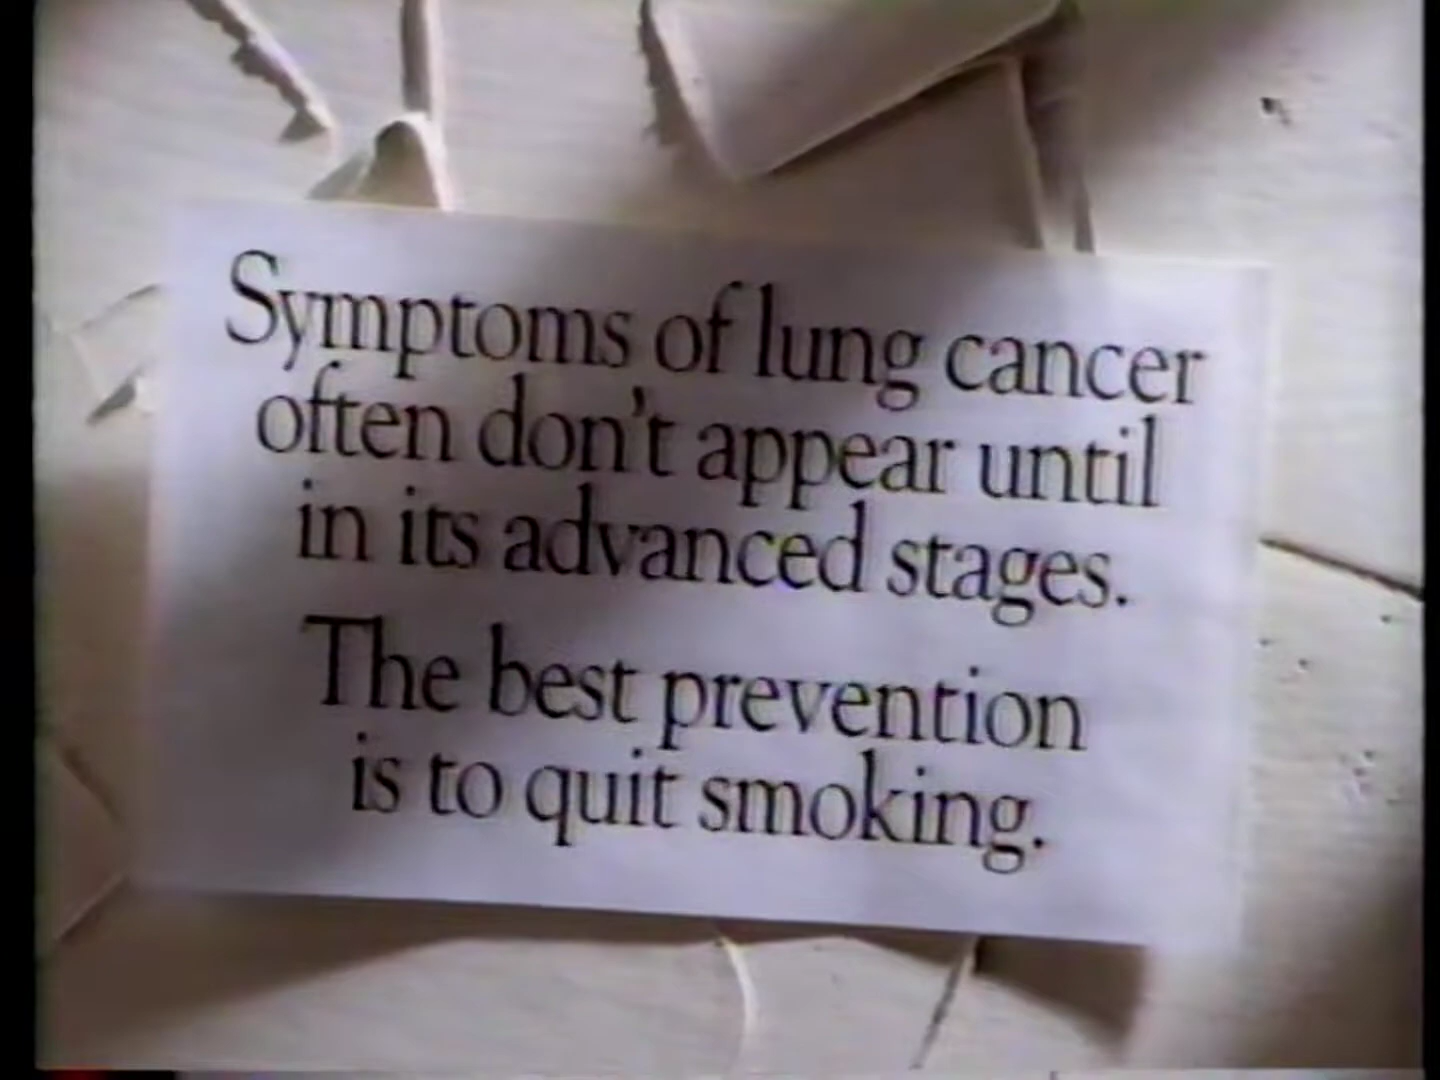 Symptoms of lung cancer
often don't appear until
in its advanced stages.
The best prevention
is to quit smoking.